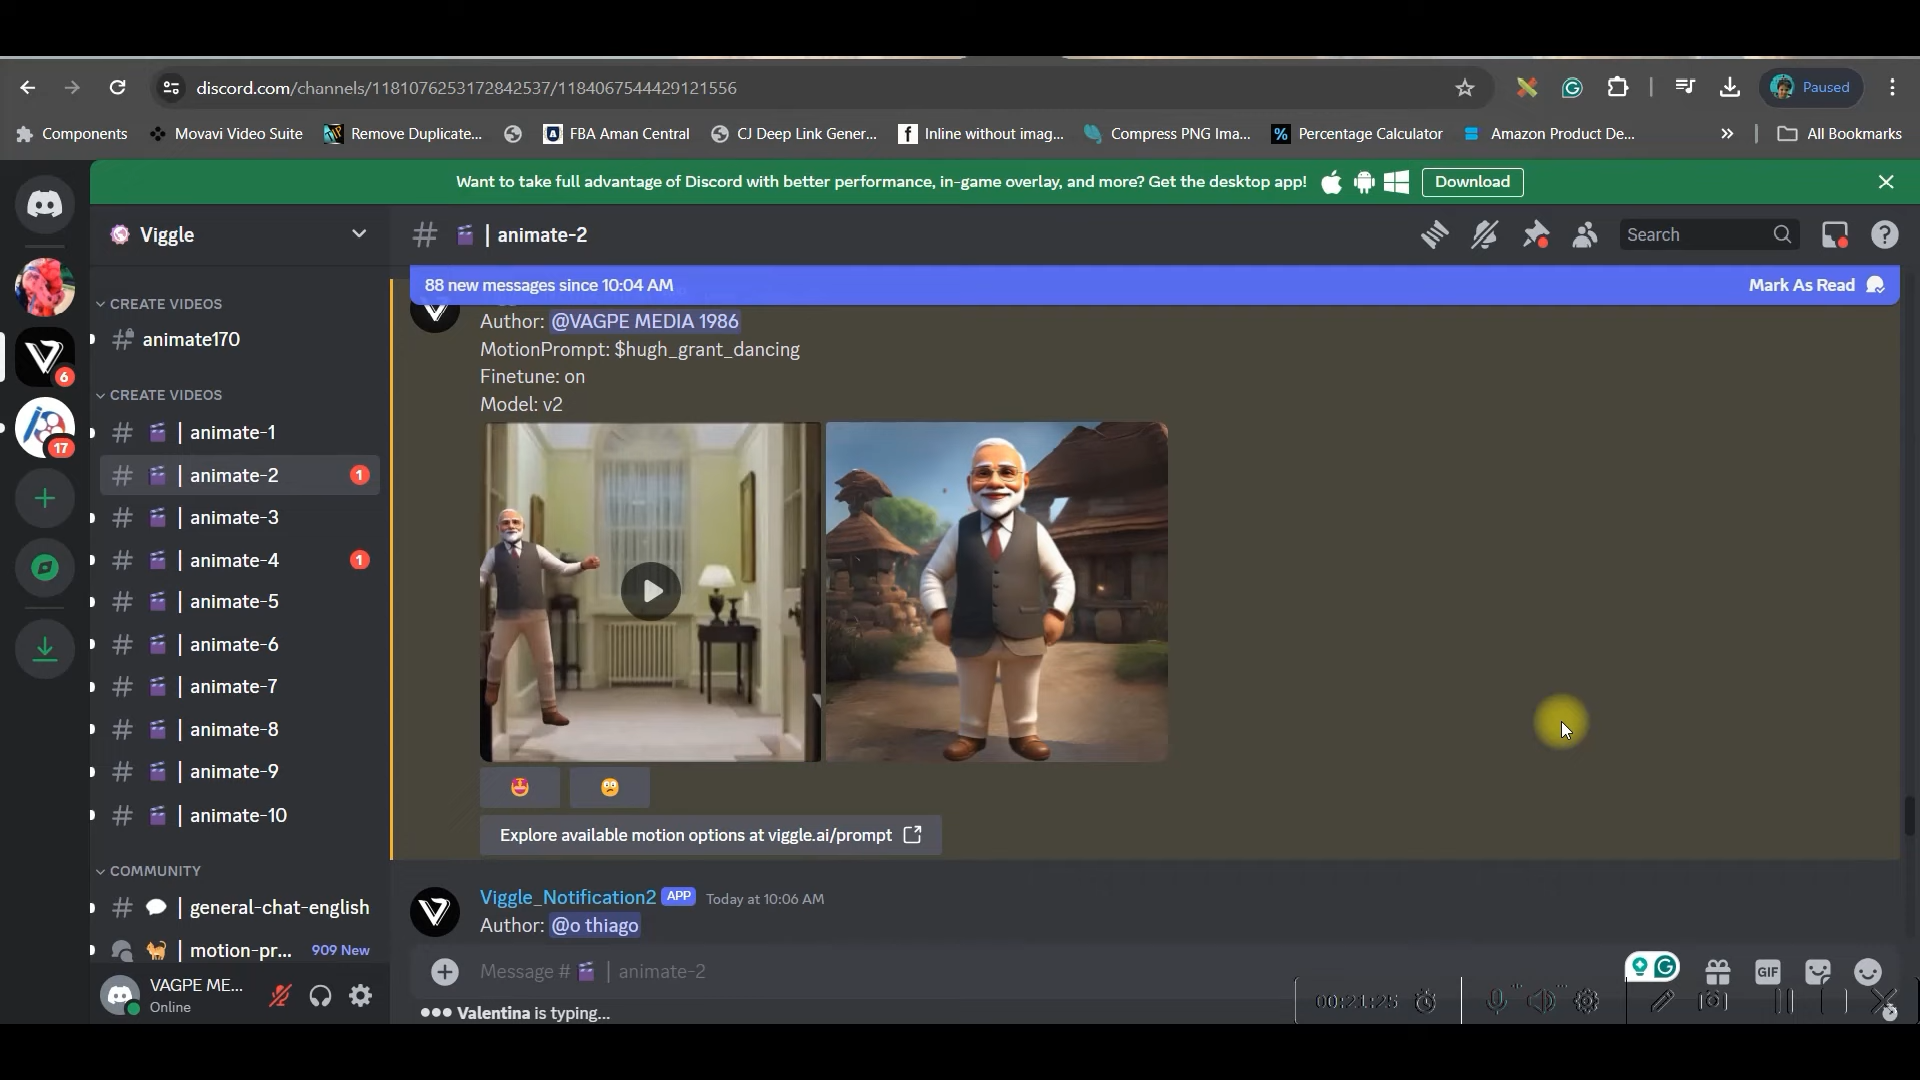 discord.com/channels/1181076253172842537/1184067544429121556
Paused
Components
Movavi Video Suite
Remove Duplicate...
FBA Aman Central
CJ Deep Link Gener...
Inline without imag...
Compress PNG Ima...
Percentage Calculator
Amazon Product De...
All Bookmarks
Want to take full advantage of Discord with better performance, in-game overlay, and more? Get the desktop app!
Download
Viggle
| animate-2
Search
88 new messages since 10:04 AM
Mark As Read
CREATE VIDEOS
animate170
6
CREATE VIDEOS
| animate-1
17
| animate-2
1
| animate-3
| animate-4
1
| animate-5
| animate-6
| animate-7
| animate-8
| animate-9
| animate-10
COMMUNITY
| general-chat-english
| motion-pr...
909 New
VAGPE ME...
Online
Author: @VAGPE MEDIA 1986
MotionPrompt: $hugh_grant_dancing
Finetune: on
Model: v2
Explore available motion options at viggle.ai/prompt
Viggle_Notification2 APP Today at 10:06 AM
Author: @o thiago
Message # | animate-2
GIF
Valentina is typing...
00:21:25